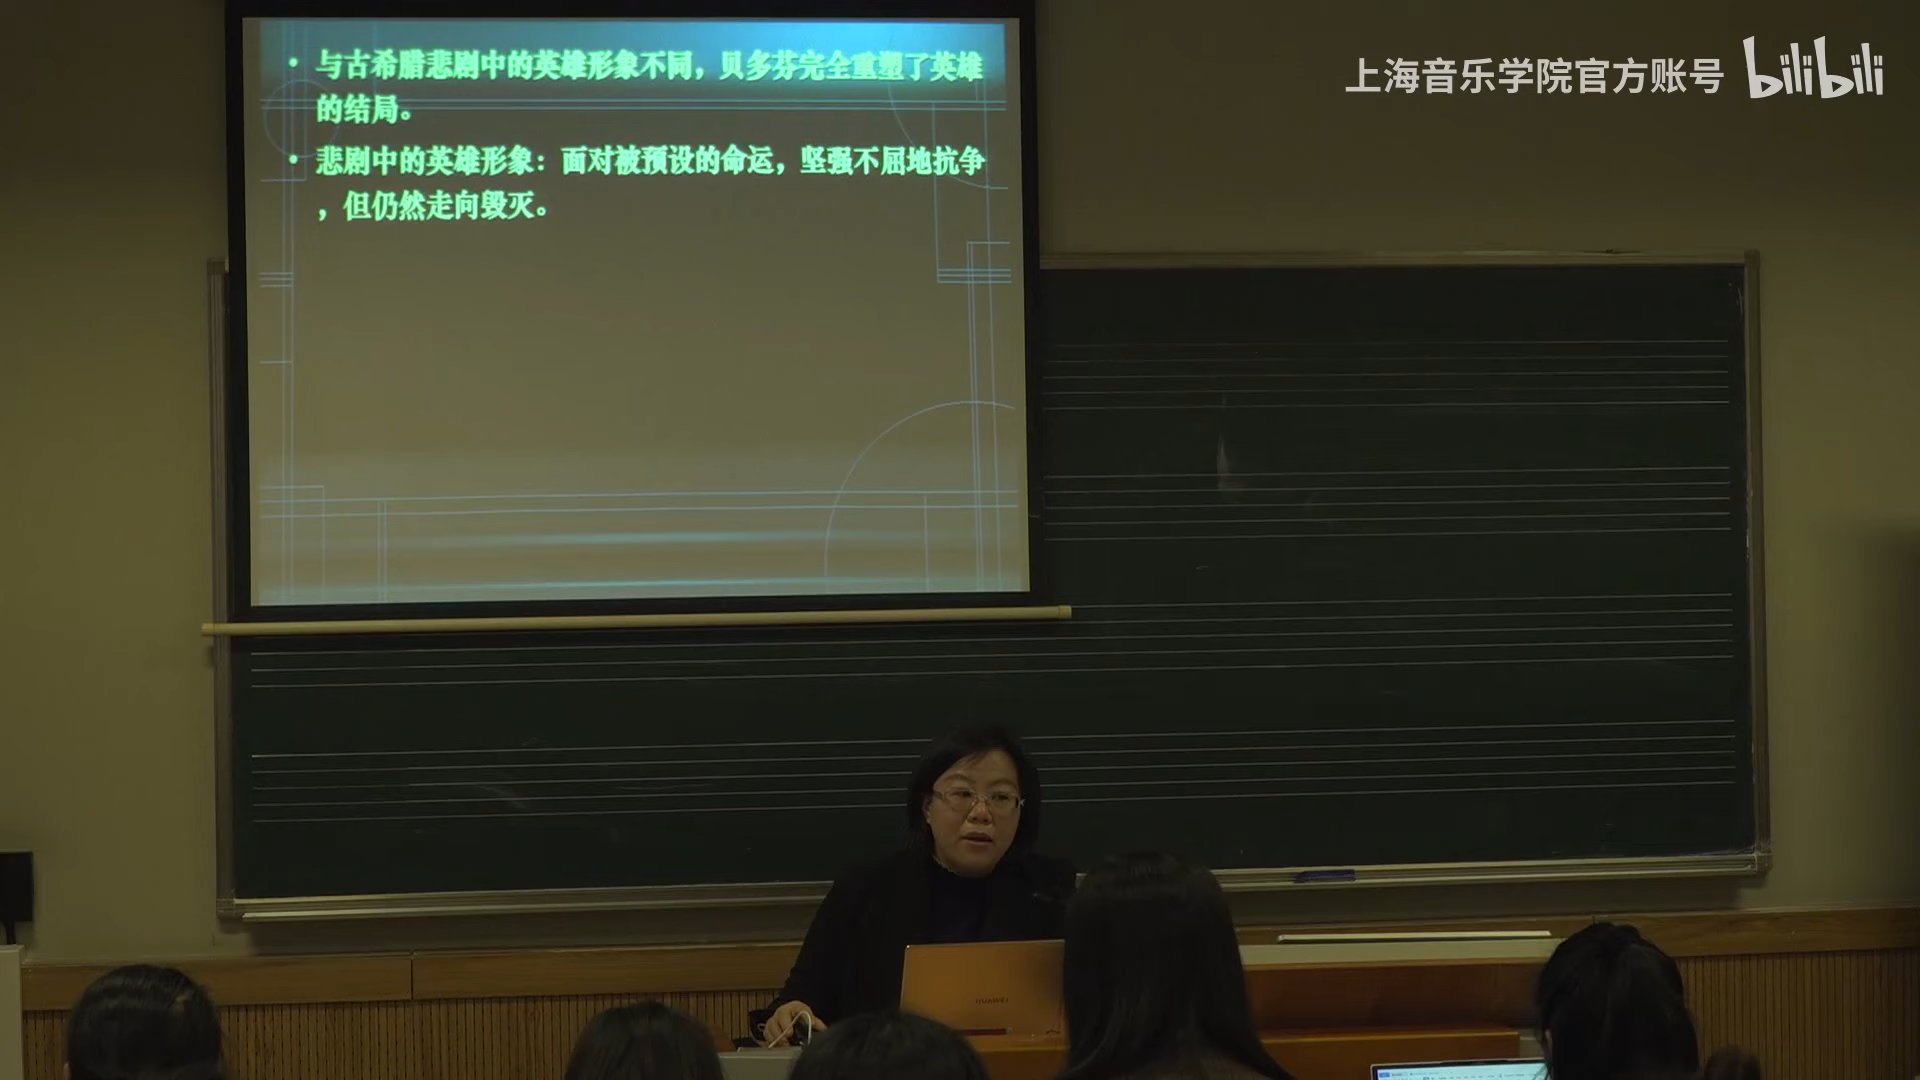 • 与古希腊悲剧中的英雄形象不同，贝多芬完全重塑了英雄
的结局。
• 悲剧中的英雄形象：面对被预设的命运，坚强不屈地抗争
，但仍然走向毁灭。
上海音乐学院官方账号 bilibili
HUAWEI